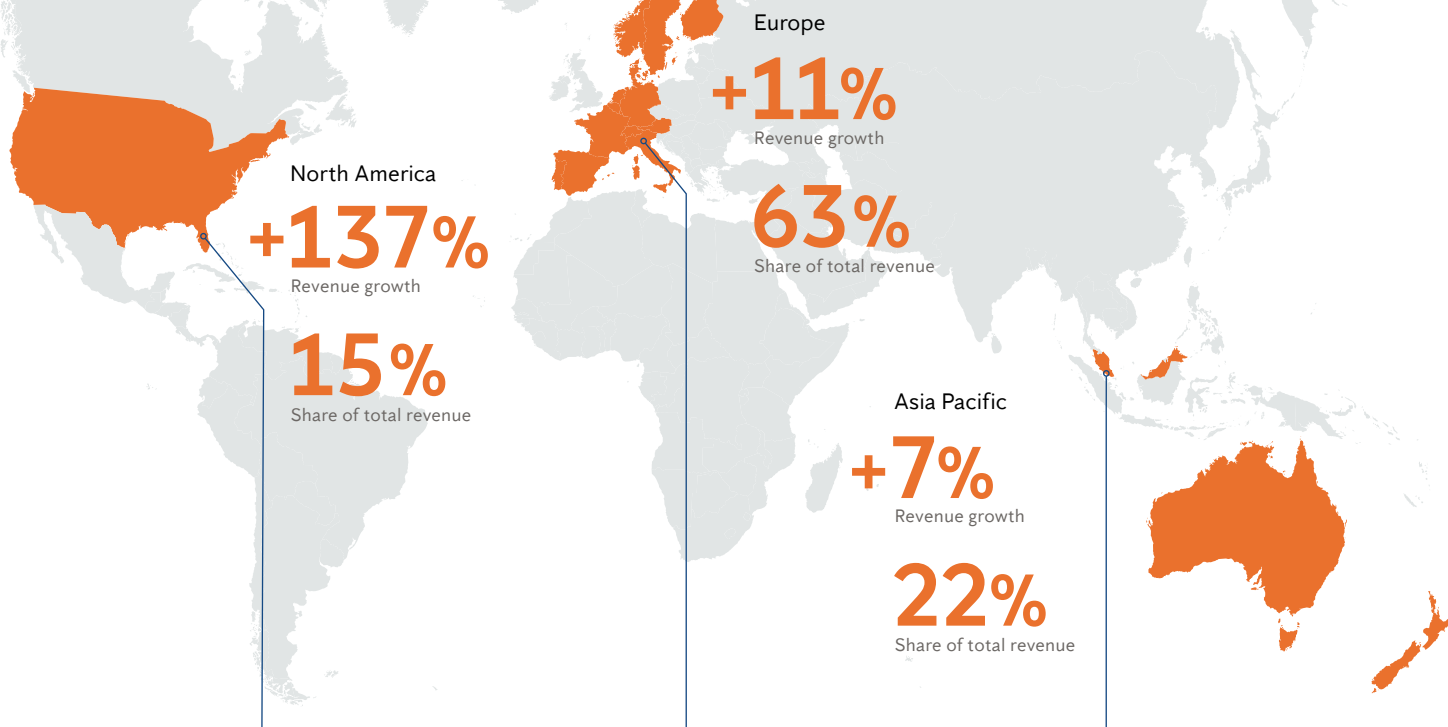 Europe
+11%
Revenue growth
63%
Share of total revenue
North America
+137%
Revenue growth
15%
Share of total revenue
Asia Pacific
+7%
Revenue growth
22%
Share of total revenue